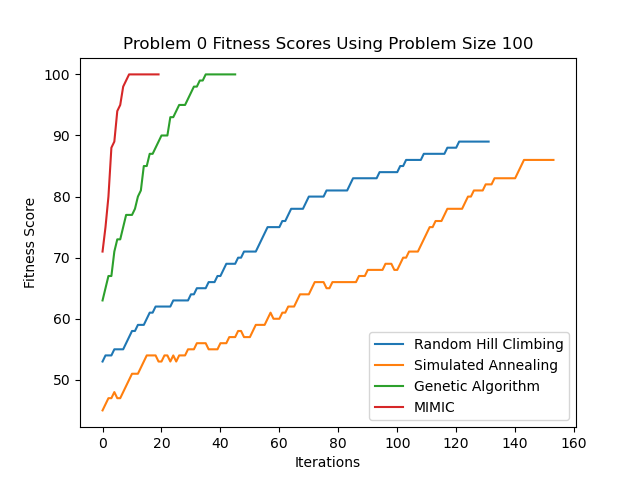 Problem 0 Fitness Scores Using Problem Size 100
100
90
80
70
60
50
Fitness Score
Random Hill Climbing
Simulated Annealing
Genetic Algorithm
MIMIC
0 20 40 60 80 100 120 140 160
Iterations